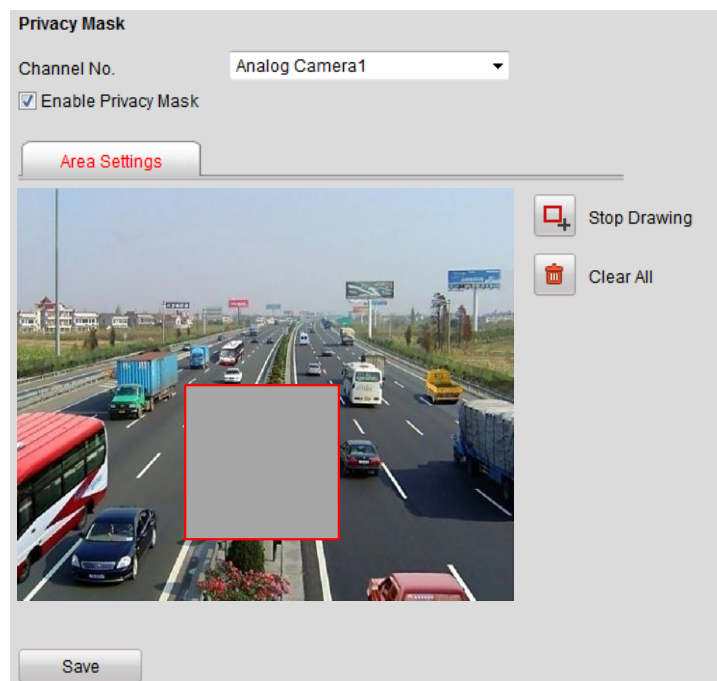 Privacy Mask
Channel No. Analog Camera1
Enable Privacy Mask
Area Settings
Stop Drawing
Clear All
Save